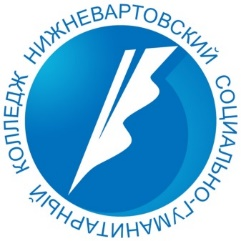 НИЖНЕВАРТОВСКИЙ СОЦИАЛЬНО-ГУМАНИТАРНЫЙ КОЛЛЕДЖ